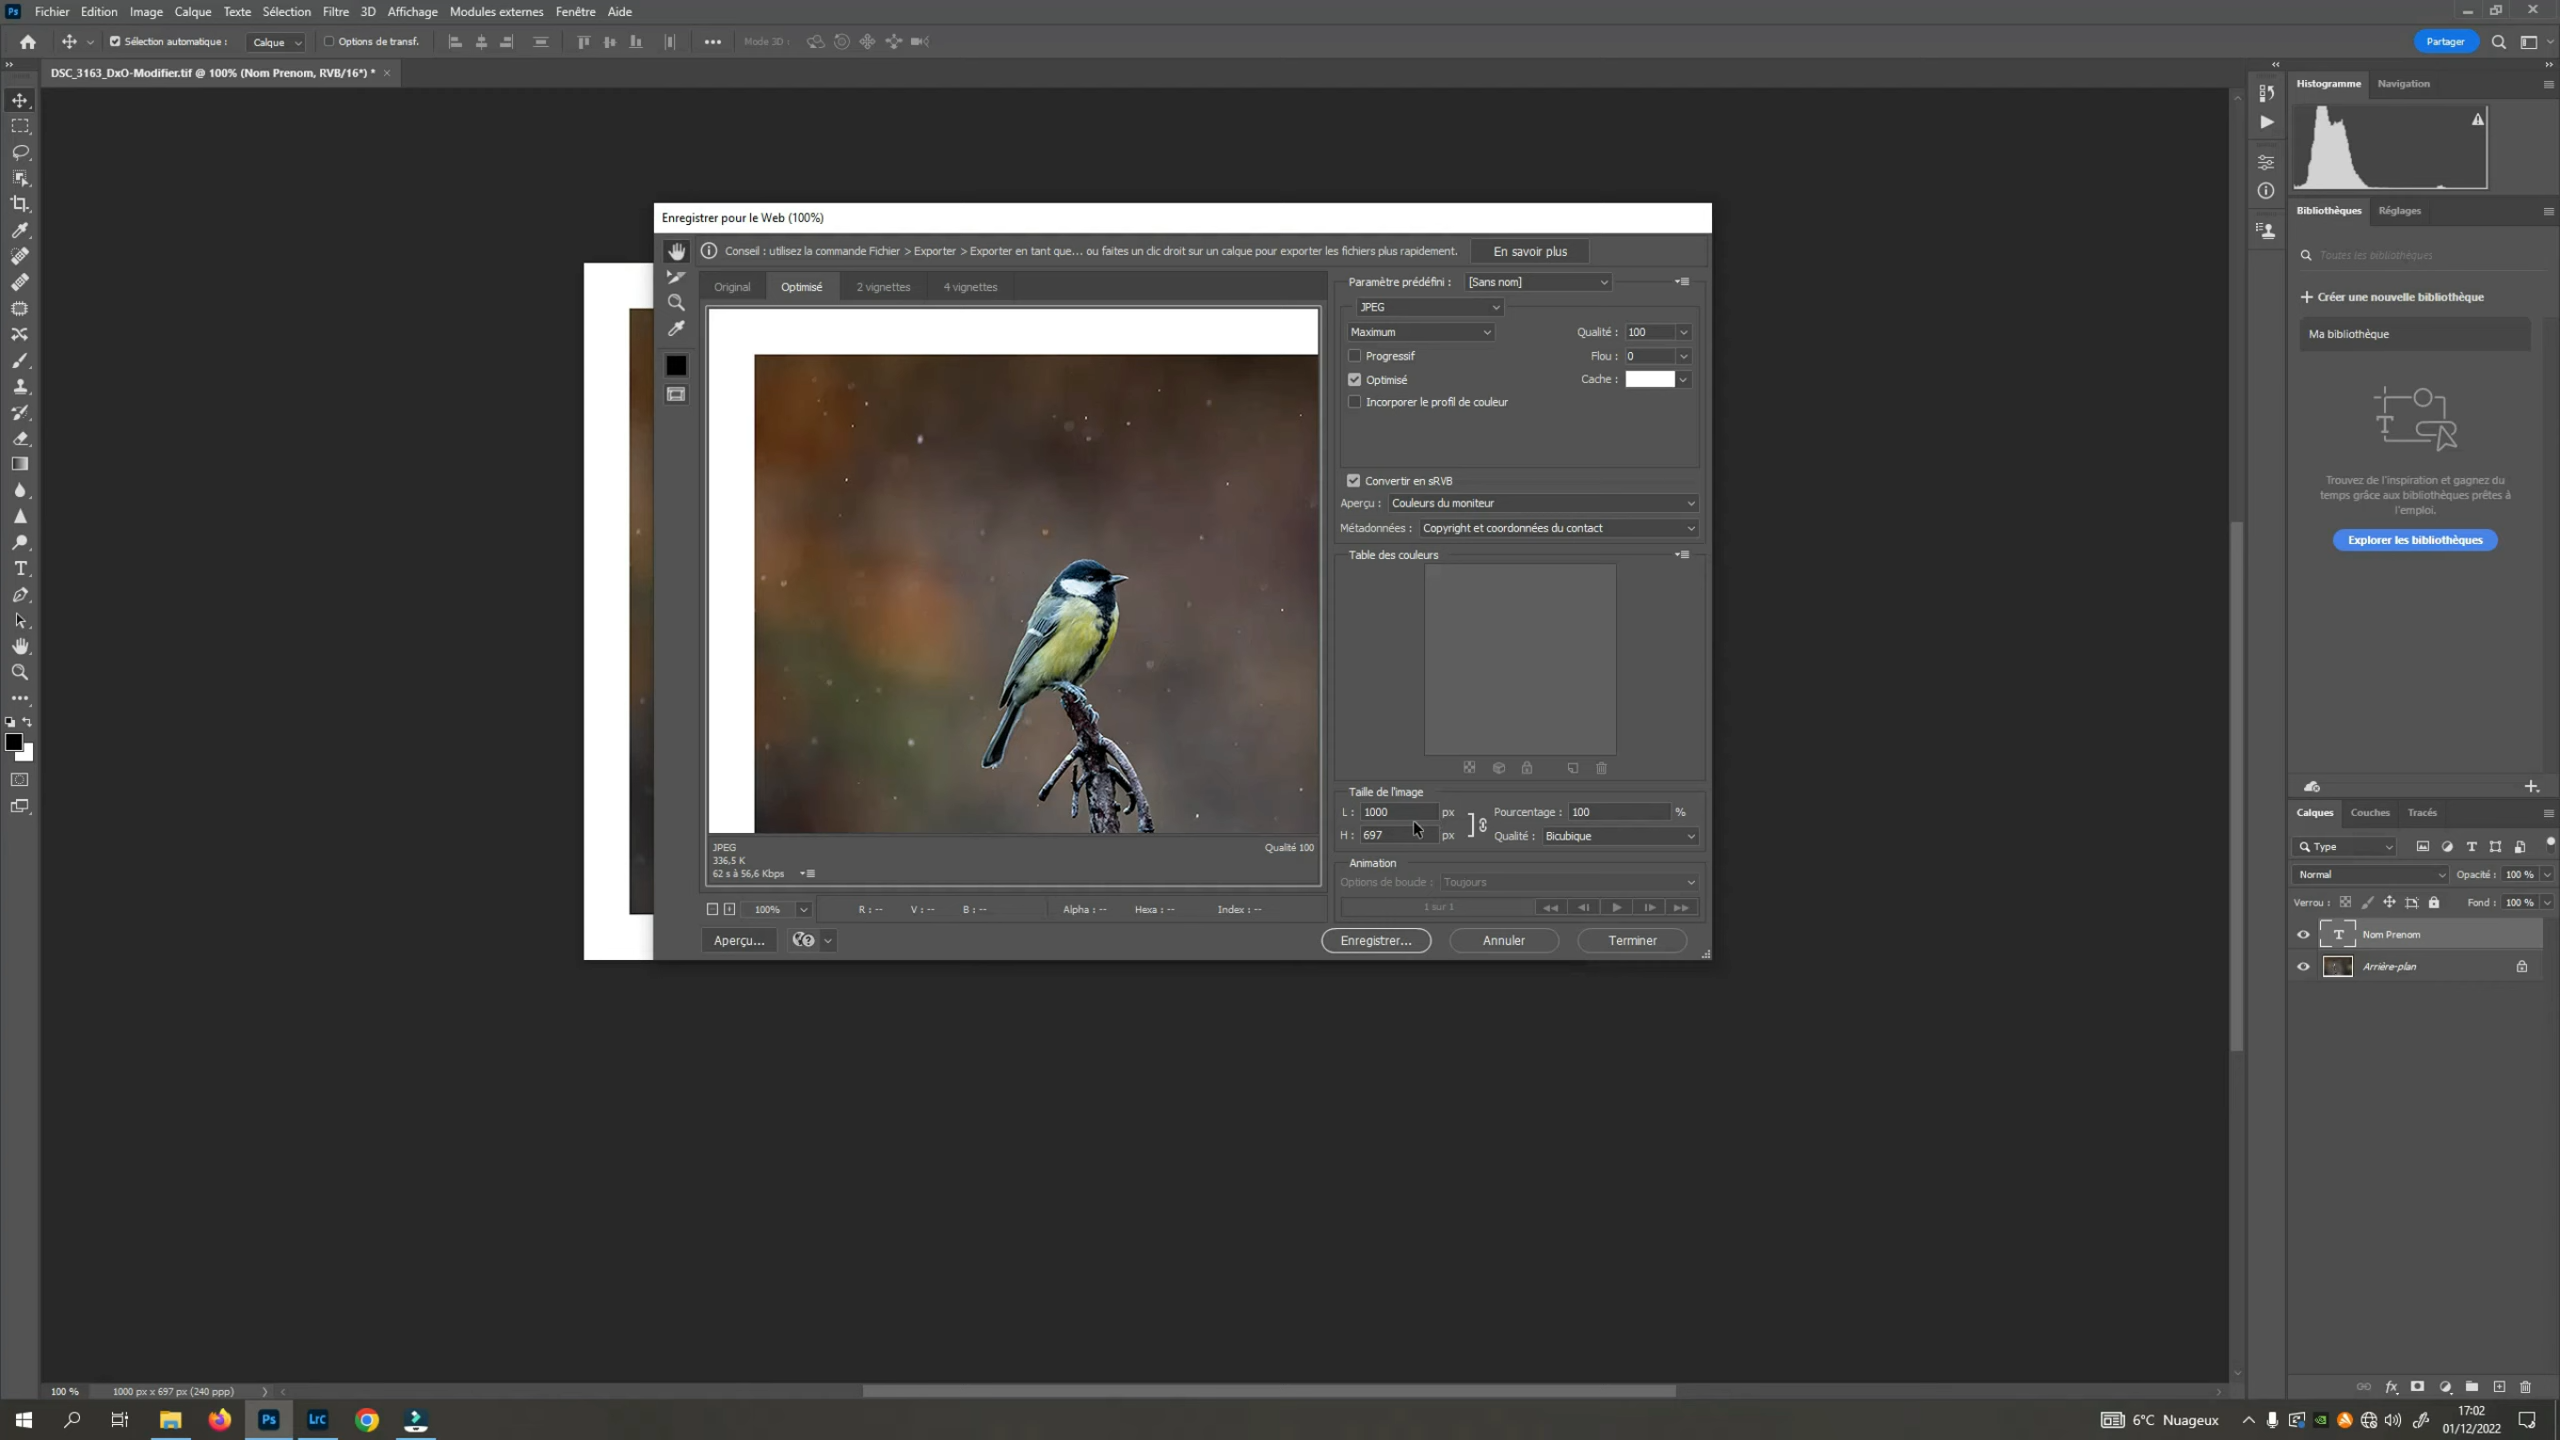 Ps Fichier Edition Image Calque Texte Sélection Filtre 3D Affichage Modules externes Fenêtre Aide
Sélection automatique : Calque Options de transf. ••• Mode 3D : Partager
DSC_3163_DxO-Modifier.tif @ 100% (Nom Prenom, RVB/16*) * ×
Histogramme Navigation
Bibliothèques Réglages
Toutes les bibliothèques
+ Créer une nouvelle bibliothèque
Ma bibliothèque
Trouvez de l'inspiration et gagnez du
temps grâce aux bibliothèques prêtes à
l'emploi.
Explorer les bibliothèques
Enregistrer pour le Web (100%)
Conseil : utilisez la commande Fichier > Exporter > Exporter en tant que... ou faites un clic droit sur un calque pour exporter les fichiers plus rapidement. En savoir plus
Original Optimisé 2 vignettes 4 vignettes
Paramètre prédéfini : [Sans nom]
JPEG
Maximum Qualité : 100
Progressif Flou : 0
Optimisé Cache :
Incorporer le profil de couleur
Convertir en sRVB
Aperçu : Couleurs du moniteur
Métadonnées : Copyright et coordonnées du contact
Table des couleurs
Taille de l'image
L : 1000 px Pourcentage : 100 %
H : 697 px Qualité : Bicubique
Animation
Options de boucle : Toujours
1 sur 1
JPEG Qualité 100
336,5 K
62 s à 56,6 Kbps
100% R : -- V : -- B : -- Alpha : -- Hexa : -- Index : --
Aperçu... Enregistrer... Annuler Terminer
Calques Couches Tracés
Type
Normal Opacité : 100 %
Verrou : Fond : 100 %
T Nom Prenom
Arrière-plan
100 % 1000 px x 697 px (240 ppp)
Ps LrC 6°C Nuageux 17:02
01/12/2022